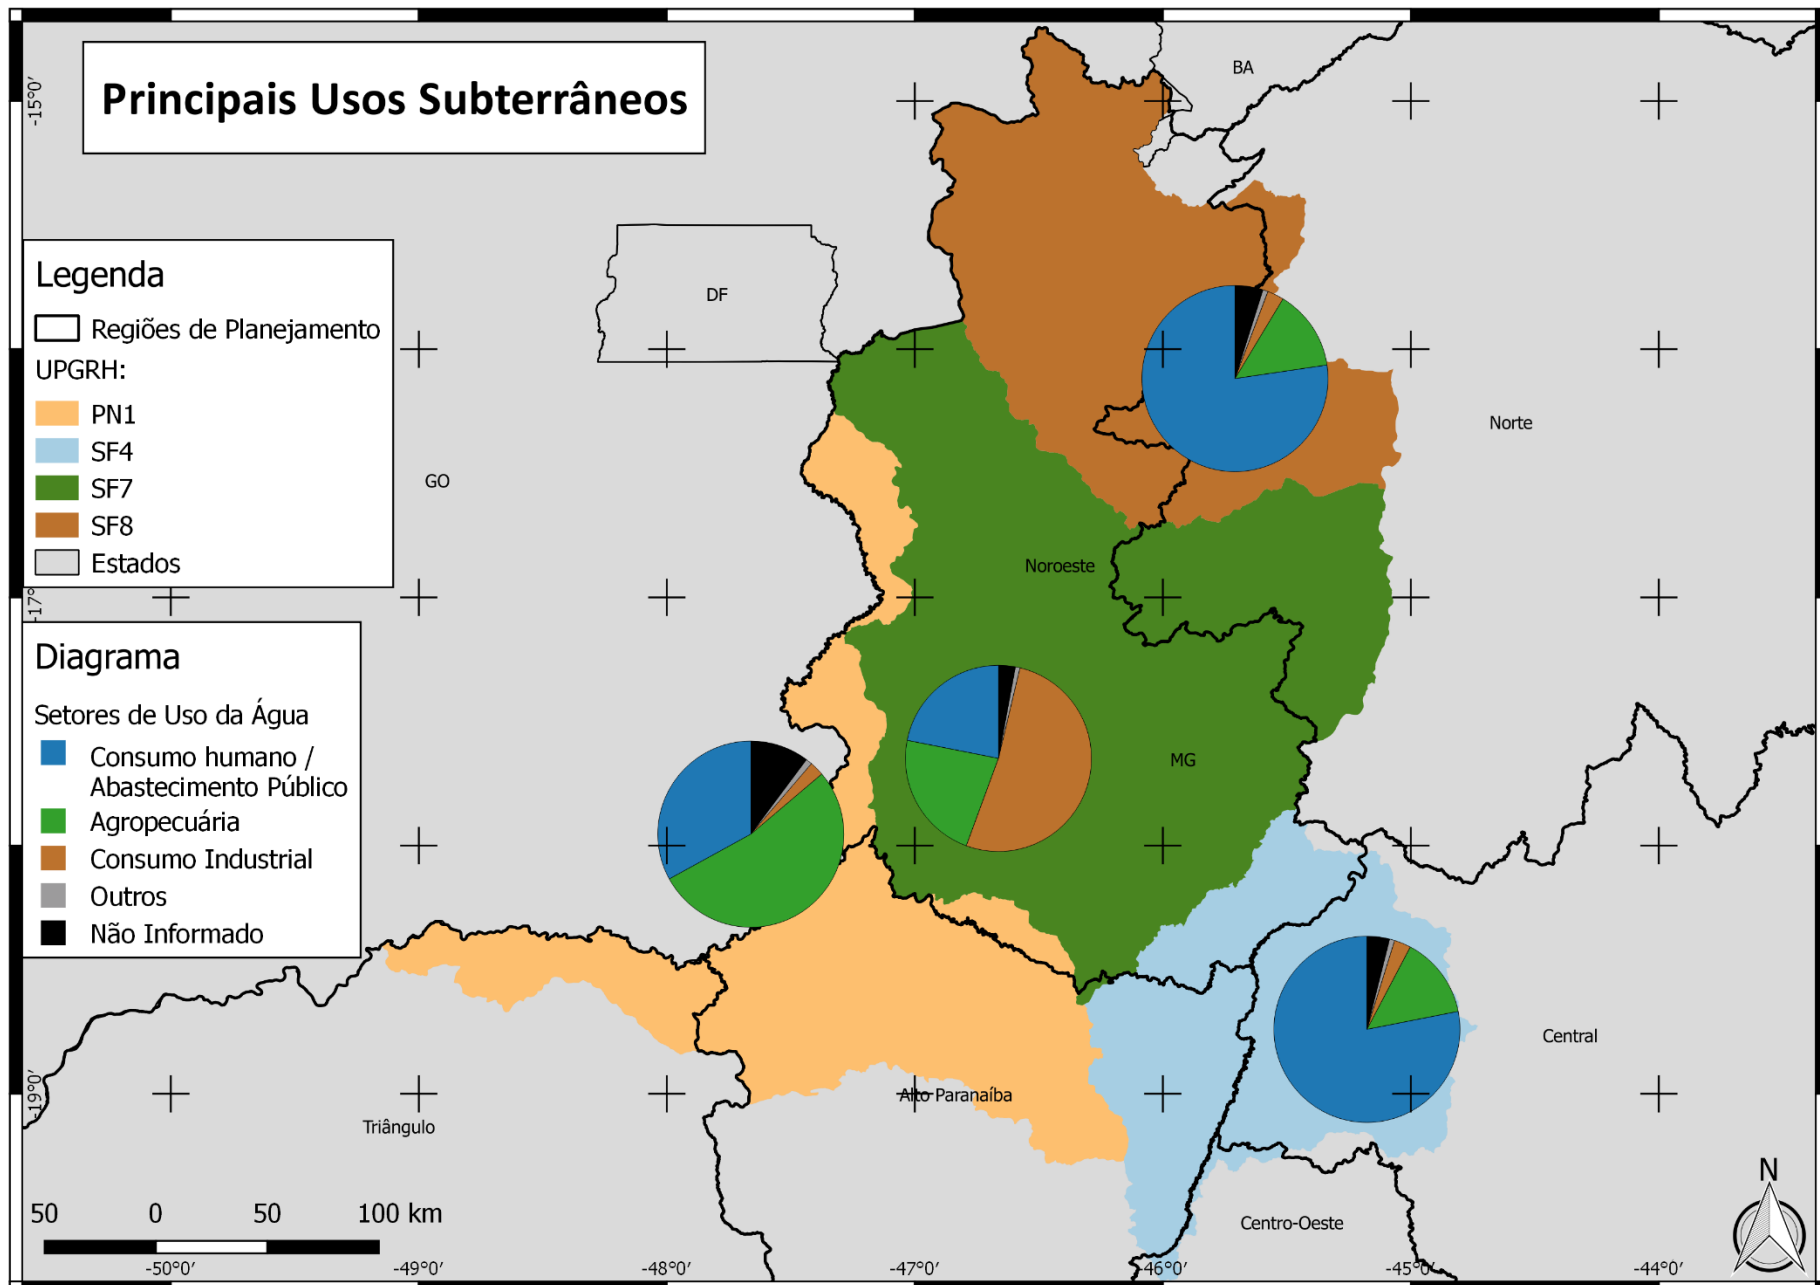 Principais Usos Subterrâneos
BA
-15°0'
DF
Legenda
Regiões de Planejamento
UPGRH:
PN1
SF4
SF7
SF8
Estados
GO
Norte
Noroeste
-17°
Diagrama
Setores de Uso da Água
Consumo humano /
Abastecimento Público
Agropecuária
Consumo Industrial
Outros
Não Informado
MG
Central
-19°0'
Alto Paranaíba
Triângulo
Centro-Oeste
N
50 0 50 100 km
-50°0' -49°0' -48°0' -47°0' -46°0' -45°0' -44°0'